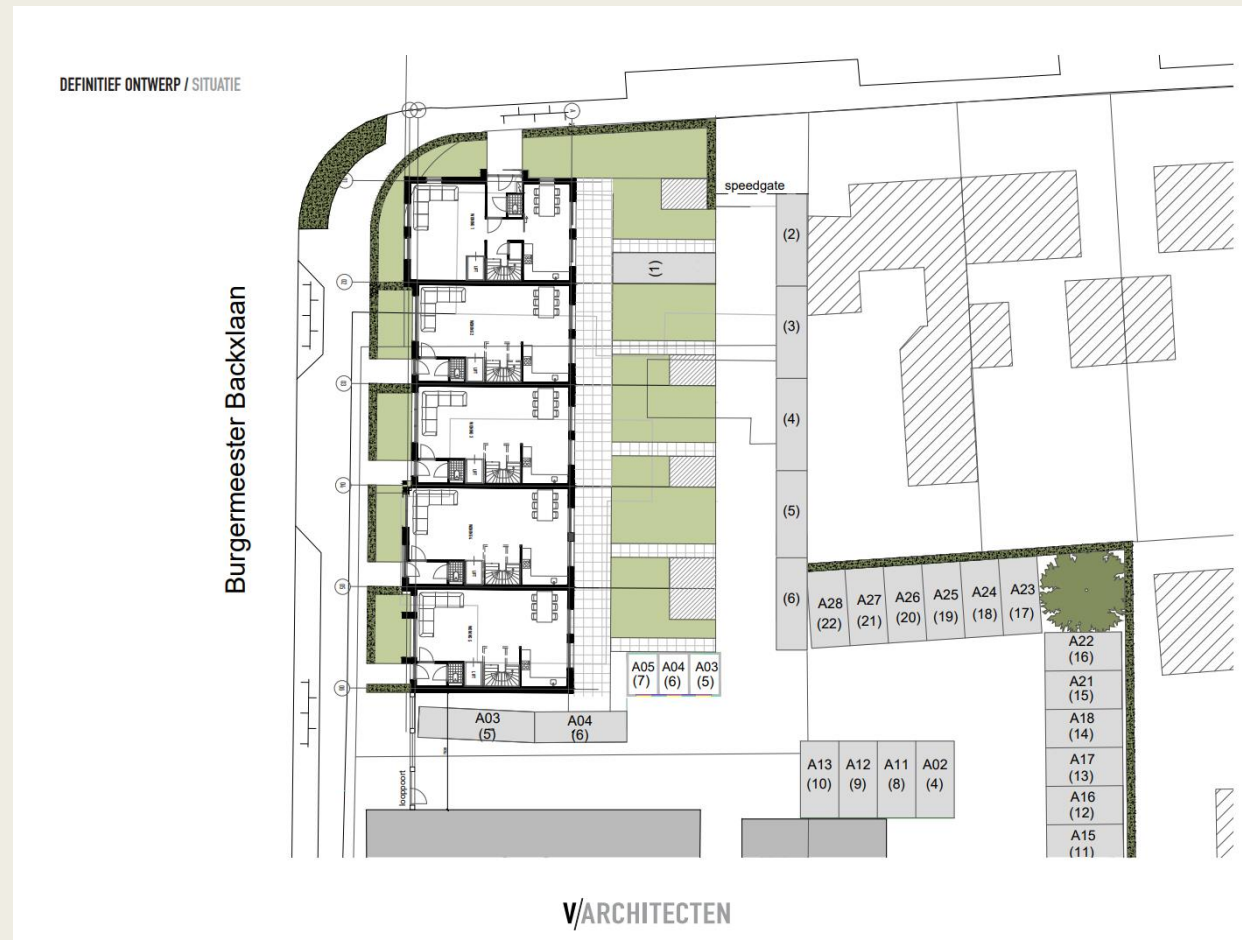 DEFINITIEF ONTWERP / SITUATIE
Burgermeester Backxlaan
speedgate
(1)
(2)
(3)
(4)
(5)
(6)
A28
(22)
A27
(21)
A26
(20)
A25
(19)
A24
(18)
A23
(17)
A22
(16)
A21
(15)
A18
(14)
A17
(13)
A16
(12)
A15
(11)
A05
(7)
A04
(6)
A03
(5)
A03
(5)
A04
(6)
A13
(10)
A12
(9)
A11
(8)
A02
(4)
looppoort
V/ARCHITECTEN